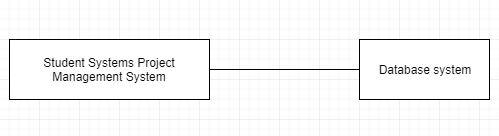 Student Systems Project
Management System
Database system